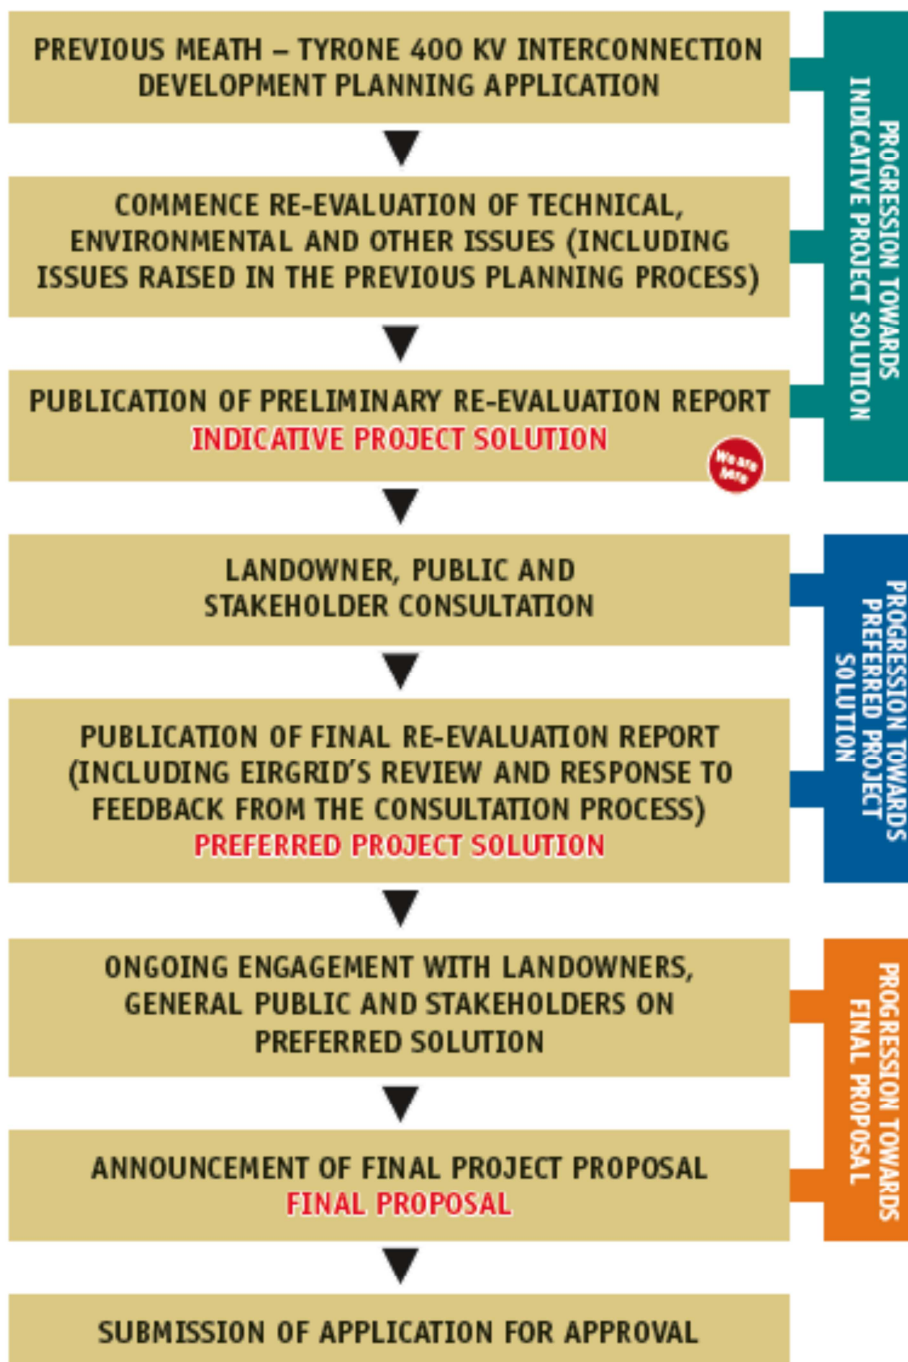 PREVIOUS MEATH – TYRONE 400 KV INTERCONNECTION
DEVELOPMENT PLANNING APPLICATION
COMMENCE RE-EVALUATION OF TECHNICAL,
ENVIRONMENTAL AND OTHER ISSUES (INCLUDING
ISSUES RAISED IN THE PREVIOUS PLANNING PROCESS)
PUBLICATION OF PRELIMINARY RE-EVALUATION REPORT
INDICATIVE PROJECT SOLUTION
We are
here
PROGRESSION TOWARDS
INDICATIVE PROJECT SOLUTION
LANDOWNER, PUBLIC AND
STAKEHOLDER CONSULTATION
PUBLICATION OF FINAL RE-EVALUATION REPORT
(INCLUDING EIRGRID'S REVIEW AND RESPONSE TO
FEEDBACK FROM THE CONSULTATION PROCESS)
PREFERRED PROJECT SOLUTION
PROGRESSION TOWARDS
PREFERRED PROJECT
SOLUTION
ONGOING ENGAGEMENT WITH LANDOWNERS,
GENERAL PUBLIC AND STAKEHOLDERS ON
PREFERRED SOLUTION
ANNOUNCEMENT OF FINAL PROJECT PROPOSAL
FINAL PROPOSAL
PROGRESSION TOWARDS
FINAL PROPOSAL
SUBMISSION OF APPLICATION FOR APPROVAL